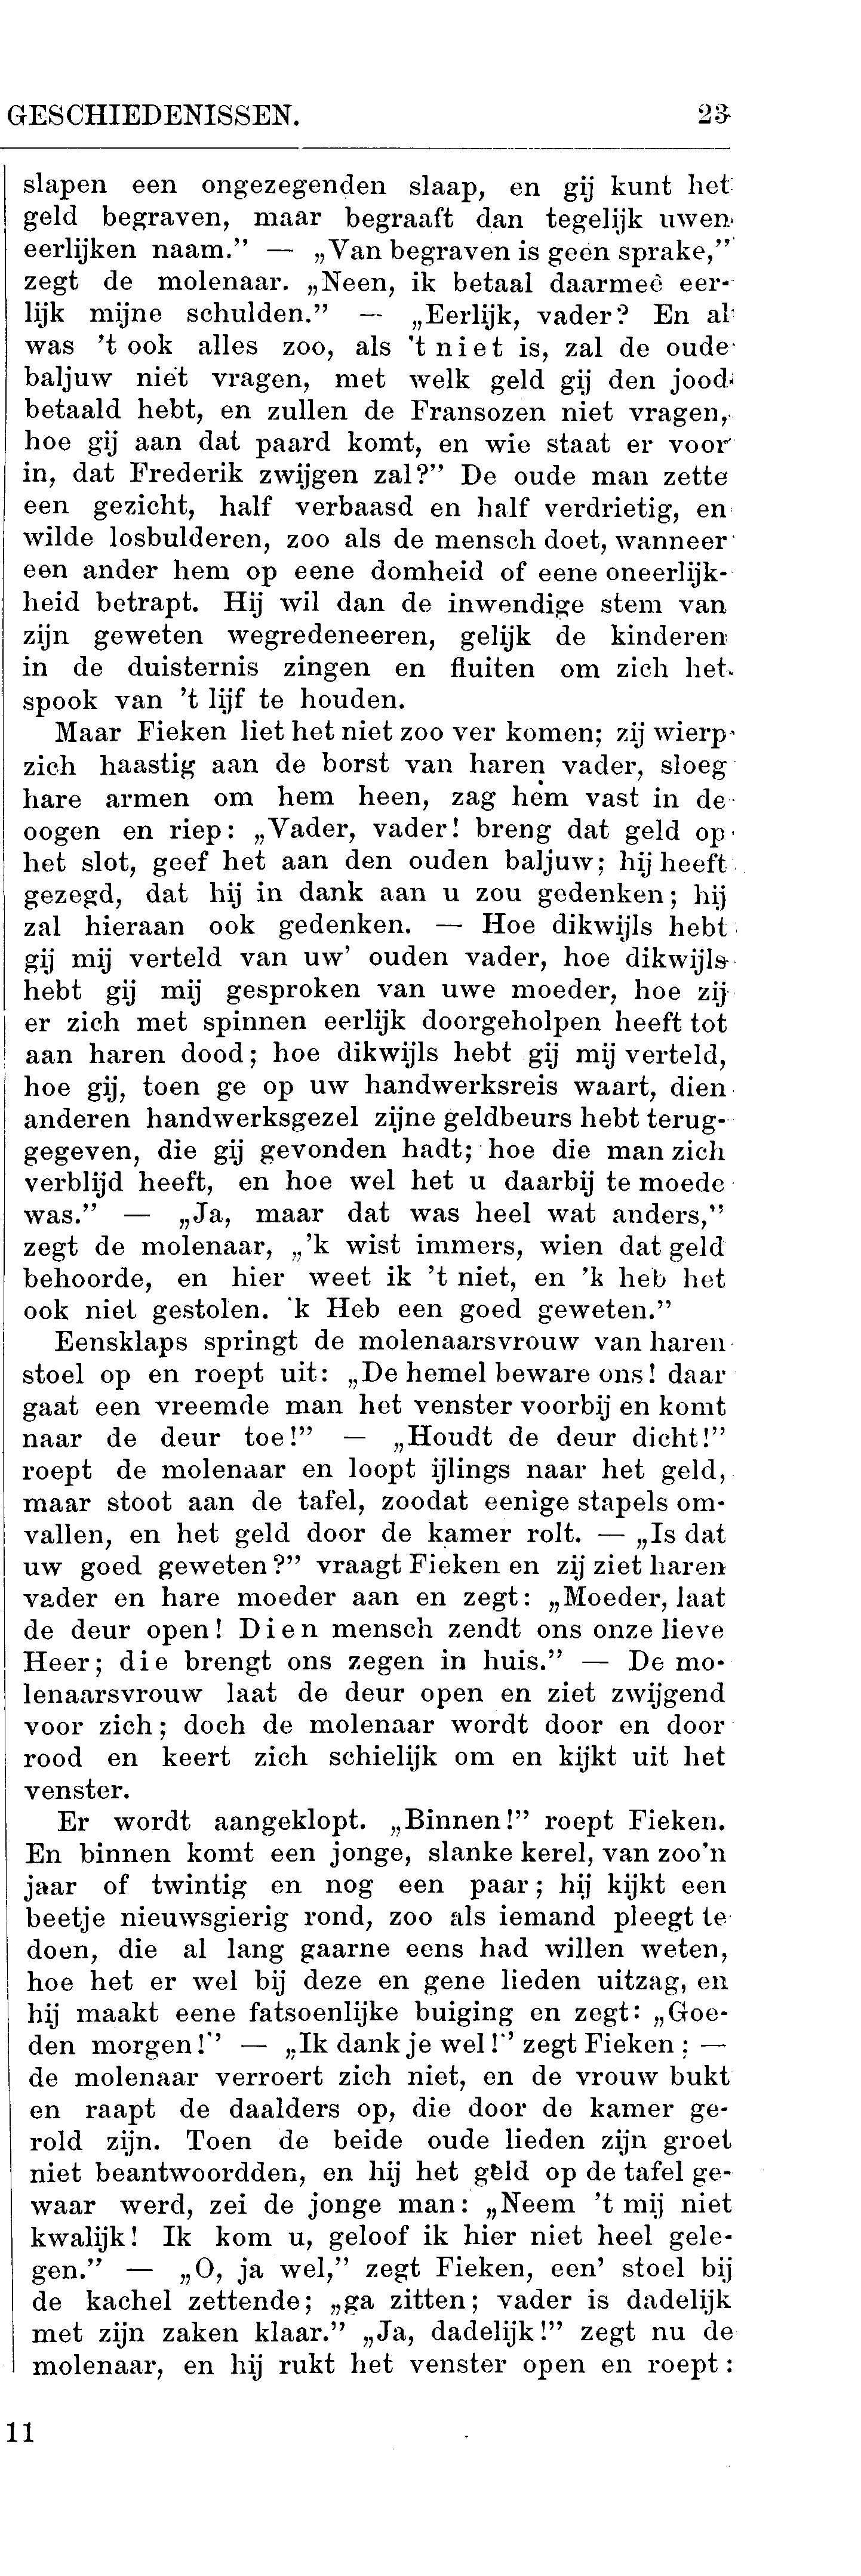 GESCHIEDENISSEN. 23
slapen een ongezegenden slaap, en gij kunt het
geld begraven, maar begraaft dan tegelijk uwen
eerlijken naam.” — „Van begraven is geen sprake,”
zegt de molenaar. „Neen, ik betaal daarmeê eer-
lijk mijne schulden.” — „Eerlijk, vader? En al
was ’t ook alles zoo, als ’t niet is, zal de oude
baljuw niet vragen, met welk geld gij den jood
betaald hebt, en zullen de Fransozen niet vragen,
hoe gij aan dat paard komt, en wie staat er voor
in, dat Frederik zwijgen zal?” De oude man zette
een gezicht, half verbaasd en half verdrietig, en
wilde losbulderen, zoo als de mensch doet, wanneer
een ander hem op eene domheid of eene oneerlijk-
heid betrapt. Hij wil dan de inwendige stem van
zijn geweten wegredeneeren, gelijk de kinderen
in de duisternis zingen en fluiten om zich het
spook van ’t lijf te houden.
Maar Fieken liet het niet zoo ver komen; zij wierp
zich haastig aan de borst van haren vader, sloeg
hare armen om hem heen, zag hem vast in de
oogen en riep: „Vader, vader! breng dat geld op
het slot, geef het aan den ouden baljuw; hij heeft
gezegd, dat hij in dank aan u zou gedenken; hij
zal hieraan ook gedenken. — Hoe dikwijls hebt
gij mij verteld van uw’ ouden vader, hoe dikwijls
hebt gij mij gesproken van uwe moeder, hoe zij
er zich met spinnen eerlijk doorgeholpen heeft tot
aan haren dood; hoe dikwijls hebt gij mij verteld,
hoe gij, toen ge op uw handwerksreis waart, dien
anderen handwerksgezel zijne geldbeurs hebt terug-
gegeven, die gij gevonden hadt; hoe die man zich
verblijd heeft, en hoe wel het u daarbij te moede
was.” — „Ja, maar dat was heel wat anders,”
zegt de molenaar, „’k wist immers, wien dat geld
behoorde, en hier weet ik ’t niet, en ’k heb het
ook niet gestolen. ’k Heb een goed geweten.”
Eensklaps springt de molenaarsvrouw van haren
stoel op en roept uit: „De hemel beware ons! daar
gaat een vreemde man het venster voorbij en komt
naar de deur toe!” — „Houdt de deur dicht!”
roept de molenaar en loopt ijlings naar het geld,
maar stoot aan de tafel, zoodat eenige stapels om-
vallen, en het geld door de kamer rolt. — „Is dat
uw goed geweten?” vraagt Fieken en zij ziet haren
vader en hare moeder aan en zegt: „Moeder, laat
de deur open! Dien mensch zendt ons onze lieve
Heer; die brengt ons zegen in huis.” — De mo-
lenaarsvrouw laat de deur open en ziet zwijgend
voor zich; doch de molenaar wordt door en door
rood en keert zich schielijk om en kijkt uit het
venster.
Er wordt aangeklopt. „Binnen!” roept Fieken.
En binnen komt een jonge, slanke kerel, van zoo’n
jaar of twintig en nog een paar; hij kijkt een
beetje nieuwsgierig rond, zoo als iemand pleegt te
doen, die al lang gaarne eens had willen weten,
hoe het er wel bij deze en gene lieden uitzag, en
hij maakt eene fatsoenlijke buiging en zegt: „Goe-
den morgen!” — „Ik dank je wel!” zegt Fieken; —
de molenaar verroert zich niet, en de vrouw bukt
en raapt de daalders op, die door de kamer ge-
rold zijn. Toen de beide oude lieden zijn groet
niet beantwoordden, en hij het geld op de tafel ge-
waar werd, zei de jonge man: „Neem ’t mij niet
kwalijk! Ik kom u, geloof ik hier niet heel gele-
gen.” — „O, ja wel,” zegt Fieken, een’ stoel bij
de kachel zettende; „ga zitten; vader is dadelijk
met zijn zaken klaar.” „Ja, dadelijk!” zegt nu de
molenaar, en hij rukt het venster open en roept:
11